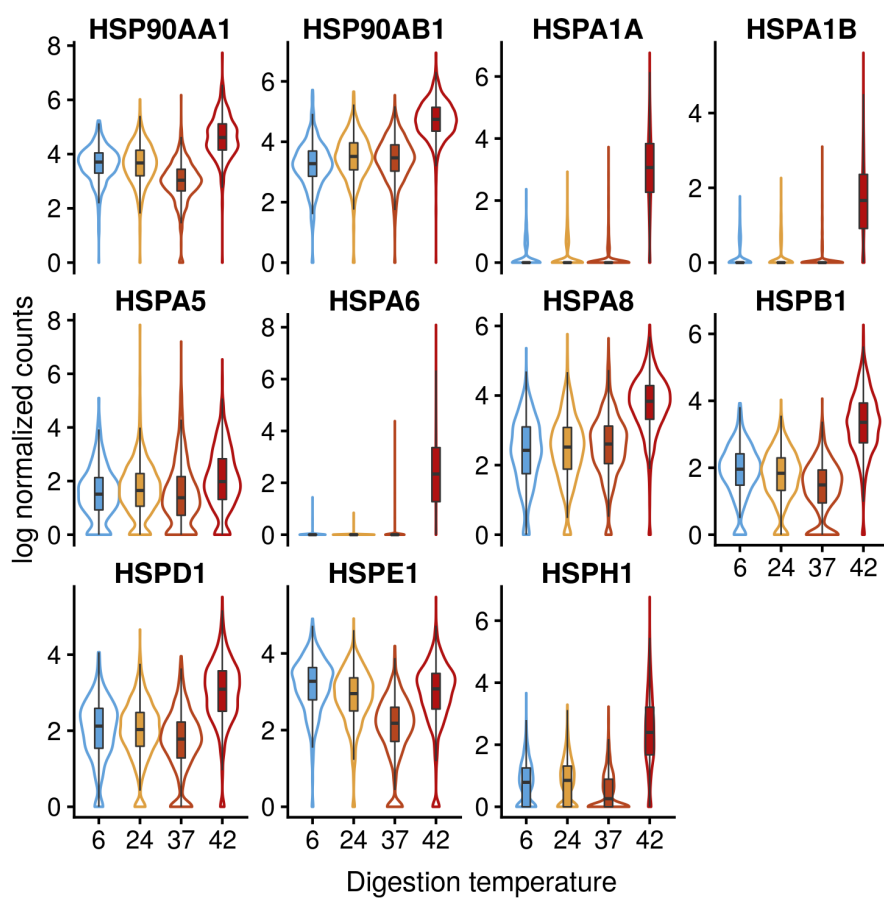 HSP90AA1 HSP90AB1 HSPA1A HSPA1B
8 6 4 2 0
6 4 2 0
6 4 2 0
4 2 0
log normalized counts
HSPA5 HSPA6 HSPA8 HSPB1
8 6 4 2 0
8 6 4 2 0
6 4 2 0
6 4 2 0
6 24 37 42
HSPD1 HSPE1 HSPH1
4 2 0
4 2 0
6 4 2 0
6 24 37 42 6 24 37 42 6 24 37 42
Digestion temperature